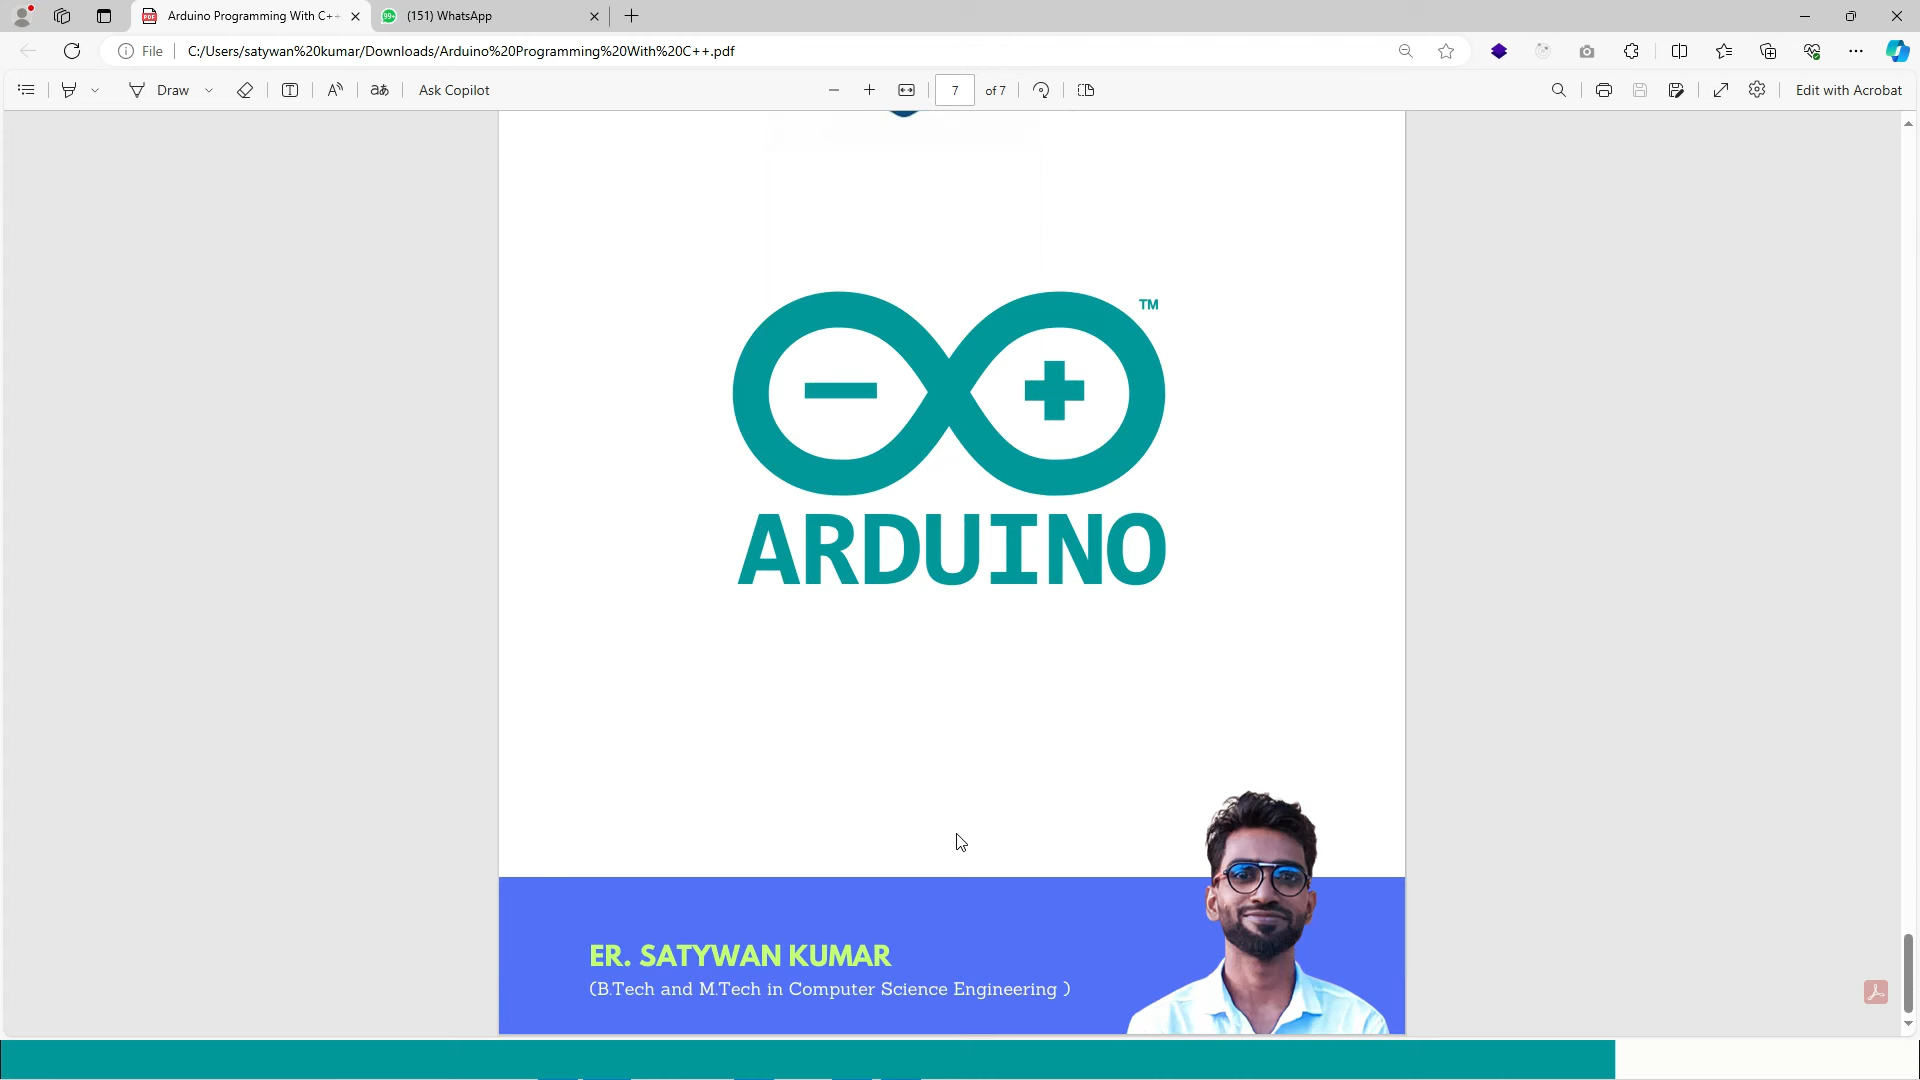 Arduino Programming With C++
(151) WhatsApp
File
C:/Users/satywan%20kumar/Downloads/Arduino%20Programming%20With%20C++.pdf
Draw
Ask Copilot
7 of 7
Edit with Acrobat
TM
ARDUINO
ER. SATYWAN KUMAR
(B.Tech and M.Tech in Computer Science Engineering )